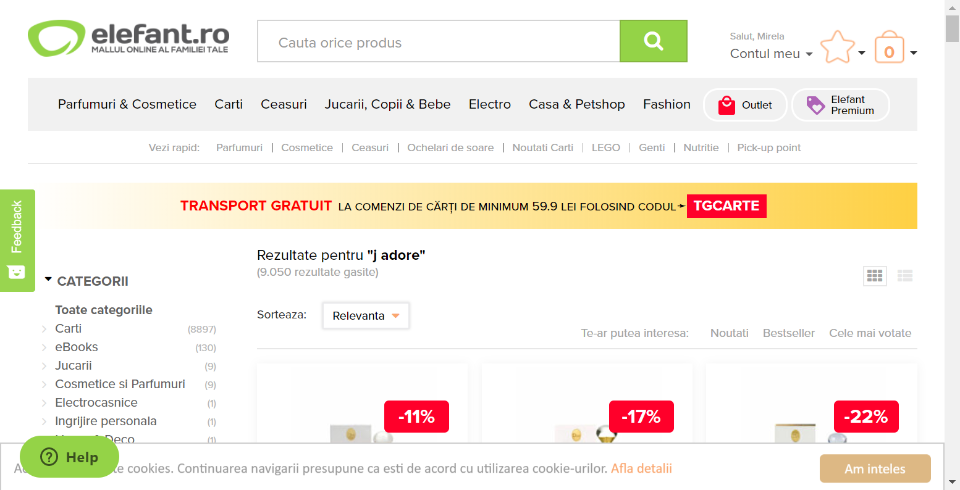 elefant.ro
MALLUL ONLINE AL FAMILIEI TALE
Cauta orice produs
Salut, Mirela
Contul meu
0
Parfumuri & Cosmetice
Carti
Ceasuri
Jucarii, Copii & Bebe
Electro
Casa & Petshop
Fashion
Outlet
Elefant
Premium
Vezi rapid:
Parfumuri | Cosmetice | Ceasuri | Ochelari de soare | Noutati Carti | LEGO | Genti | Nutritie | Pick-up point
TRANSPORT GRATUIT LA COMENZI DE CĂRȚI DE MINIMUM 59.9 LEI FOLOSIND CODUL TGCARTE
Feedback
Rezultate pentru "j adore"
(9.050 rezultate gasite)
CATEGORII
Toate categoriile
Carti (8897)
eBooks (130)
Jucarii (9)
Cosmetice si Parfumuri (9)
Electrocasnice (1)
Ingrijire personala (1)
Deco (1)
Sorteaza:
Relevanta
Te-ar putea interesa:
Noutati
Bestseller
Cele mai votate
-11%
-17%
-22%
Help
cookies. Continuarea navigarii presupune ca esti de acord cu utilizarea cookie-urilor. Afla detalii
Am inteles